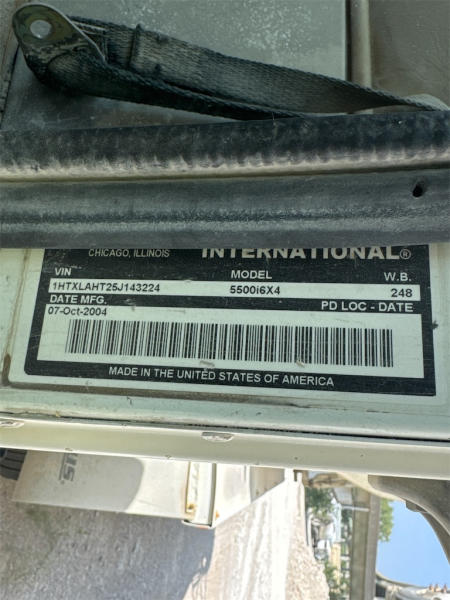 CHICAGO, ILLINOIS INTERNATIONAL®
VIN MODEL W.B.
1HTXLAHT25J143224 5500i6X4 248
DATE MFG. PD LOC - DATE
07-Oct-2004
MADE IN THE UNITED STATES OF AMERICA